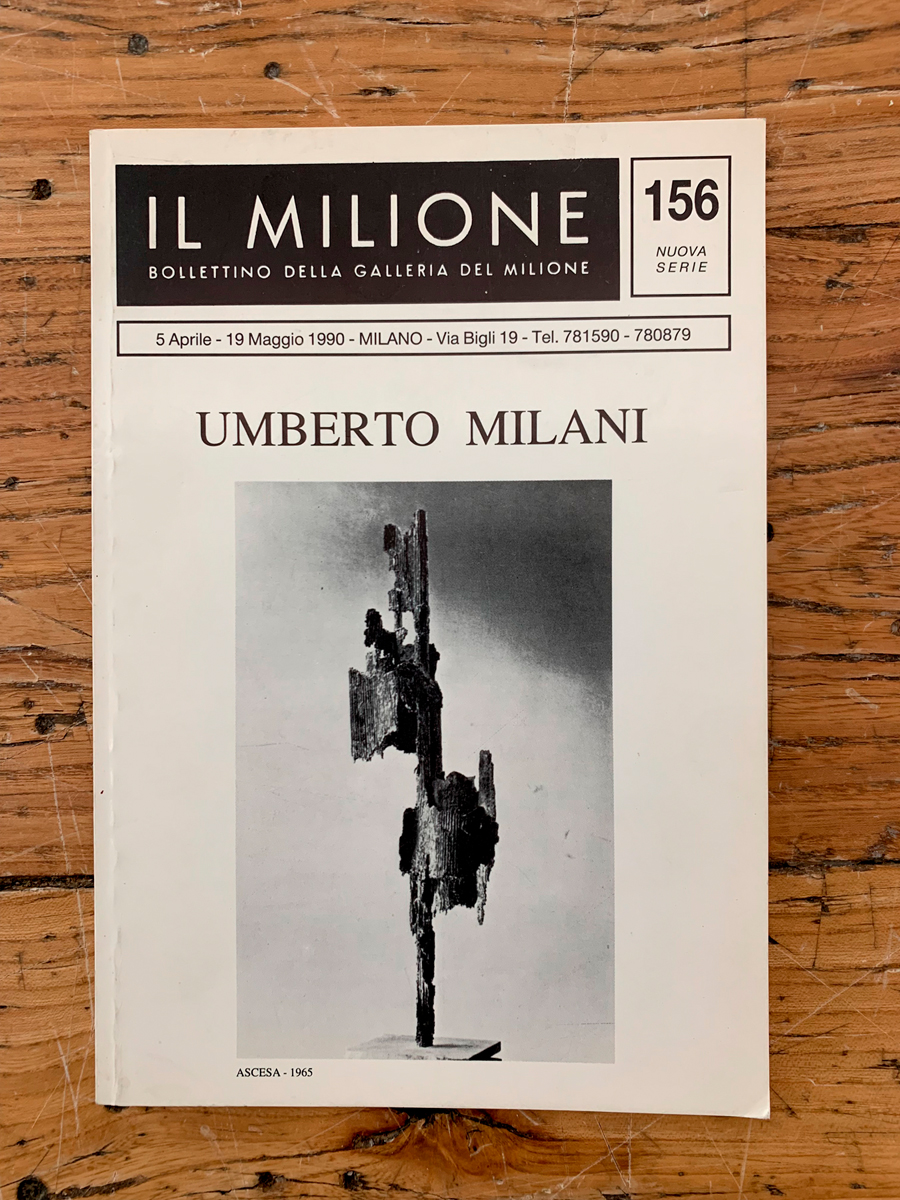 IL MILIONE
BOLLETTINO DELLA GALLERIA DEL MILIONE
156
NUOVA
SERIE
5 Aprile - 19 Maggio 1990 - MILANO - Via Bigli 19 - Tel. 781590 - 780879
UMBERTO MILANI
ASCESA - 1965